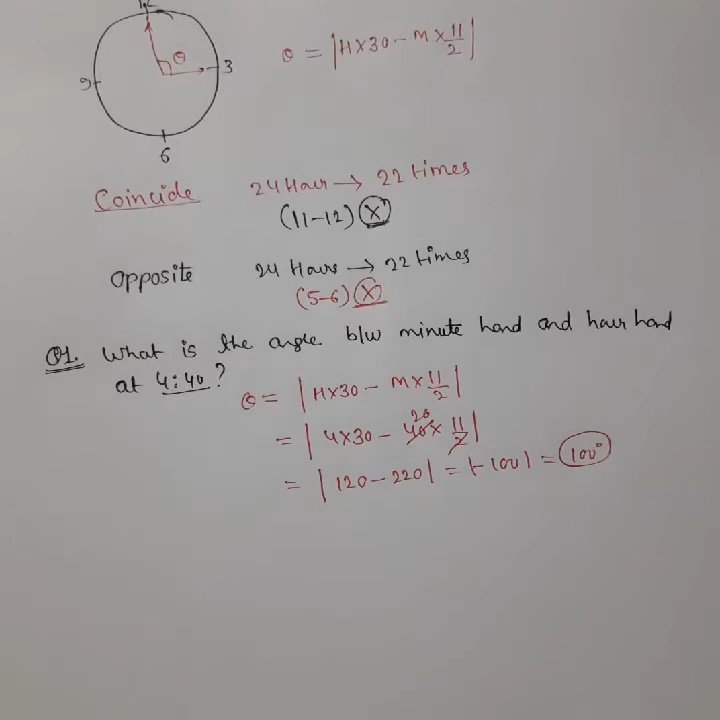 12
θ
3
9
6
θ = |H×30 - M×11/2|
Coincide 24 Hour → 22 times
(11-12) (X)
opposite 24 Hours → 22 times
(5-6) (X)
Q1. What is the angle b/w minute hand and hour hand
at 4:40?
θ = |H×30 - M×11/2|
= |4×30 - 40 20 × 11/2|
= |120-220| = |-100| = 100°